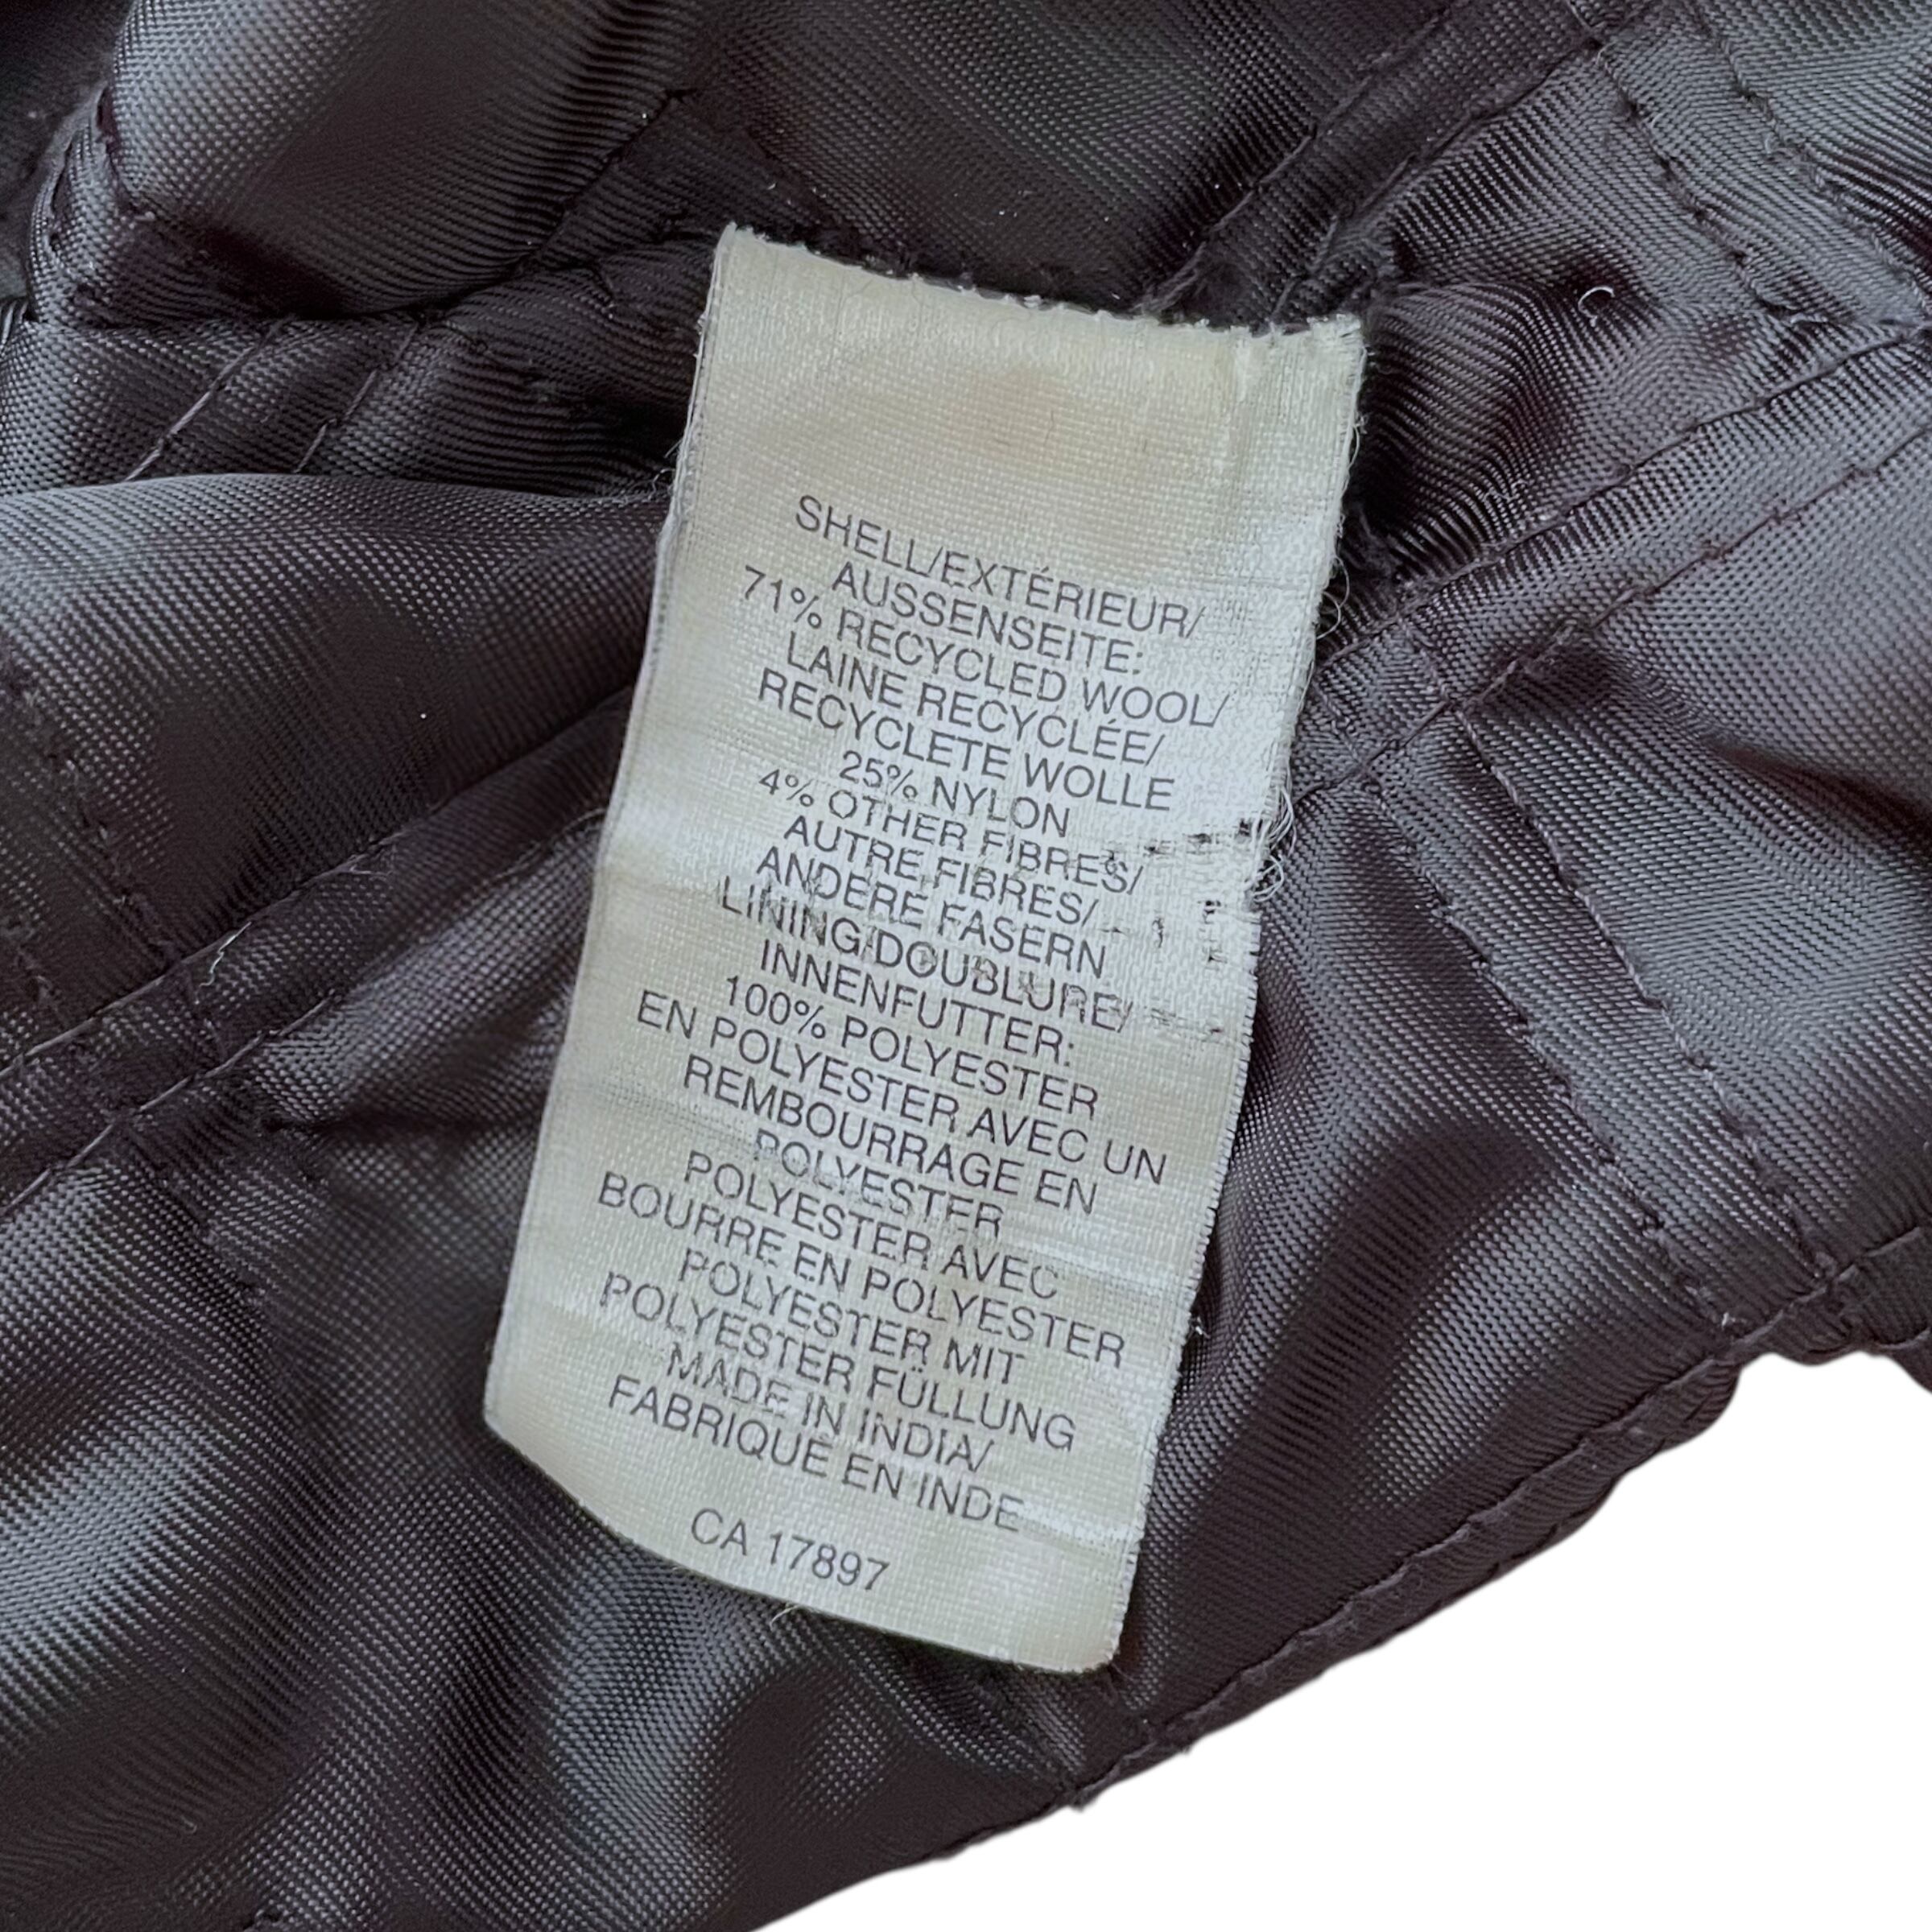 SHELL/EXTÉRIEUR/
AUSSENSEITE:
71% RECYCLED WOOL/
LAINE RECYCLÉE/
RECYCLETE WOLLE
25% NYLON
4% OTHER FIBRES/
AUTRE FIBRES/
ANDERE FASERN
LINING/DOUBLURE/
INNENFUTTER:
100% POLYESTER
EN POLYESTER AVEC UN
REMBOURRAGE EN
POLYESTER
POLYESTER AVEC
BOURRE EN POLYESTER
POLYESTER MIT
POLYESTER FÜLLUNG
MADE IN INDIA/
FABRIQUE EN INDE
CA 17897